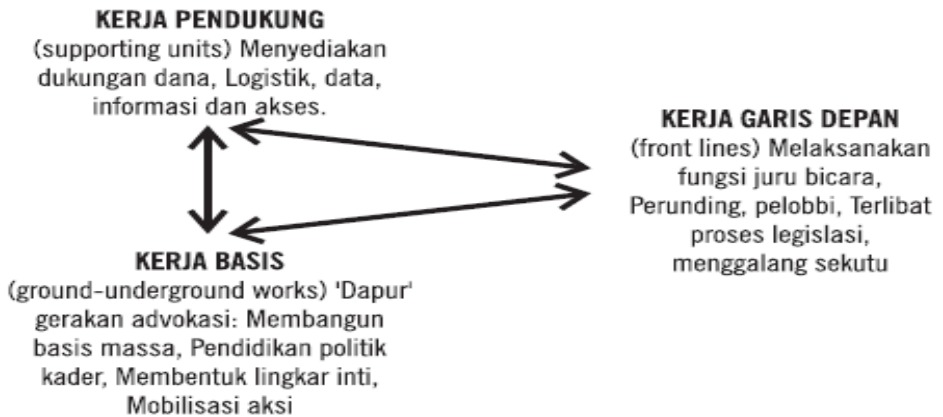 KERJA PENDUKUNG
(supporting units) Menyediakan
dukungan dana, Logistik, data,
informasi dan akses.
KERJA GARIS DEPAN
(front lines) Melaksanakan
fungsi juru bicara,
Perunding, pelobbi, Terlibat
proses legislasi,
menggalang sekutu
KERJA BASIS
(ground-underground works) 'Dapur'
gerakan advokasi: Membangun
basis massa, Pendidikan politik
kader, Membentuk lingkar inti,
Mobilisasi aksi